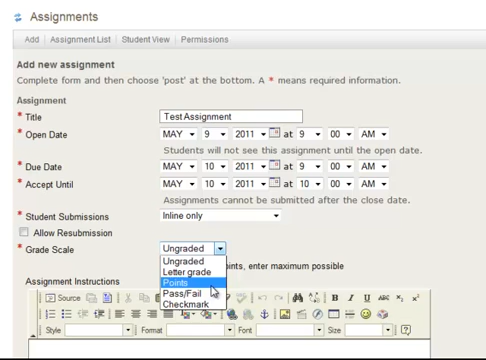 Assignments
Add | Assignment List | Student View | Permissions
Add new assignment
Complete form and then choose 'post' at the bottom. A * means required information.
Assignment
* Title Test Assignment
* Open Date MAY 9 2011 at 9 00 AM
Students will not see this assignment until the open date.
* Due Date MAY 10 2011 at 9 00 AM
* Accept Until MAY 10 2011 at 10 00 AM
Assignments cannot be submitted after the close date.
* Student Submissions Inline only
Allow Resubmission
* Grade Scale Ungraded
Ungraded
Letter grade
points, enter maximum possible
Points
Assignment Instructions
Pass/Fail
Checkmark
Source B I U ABC x₂ x²
Style Format Font Size